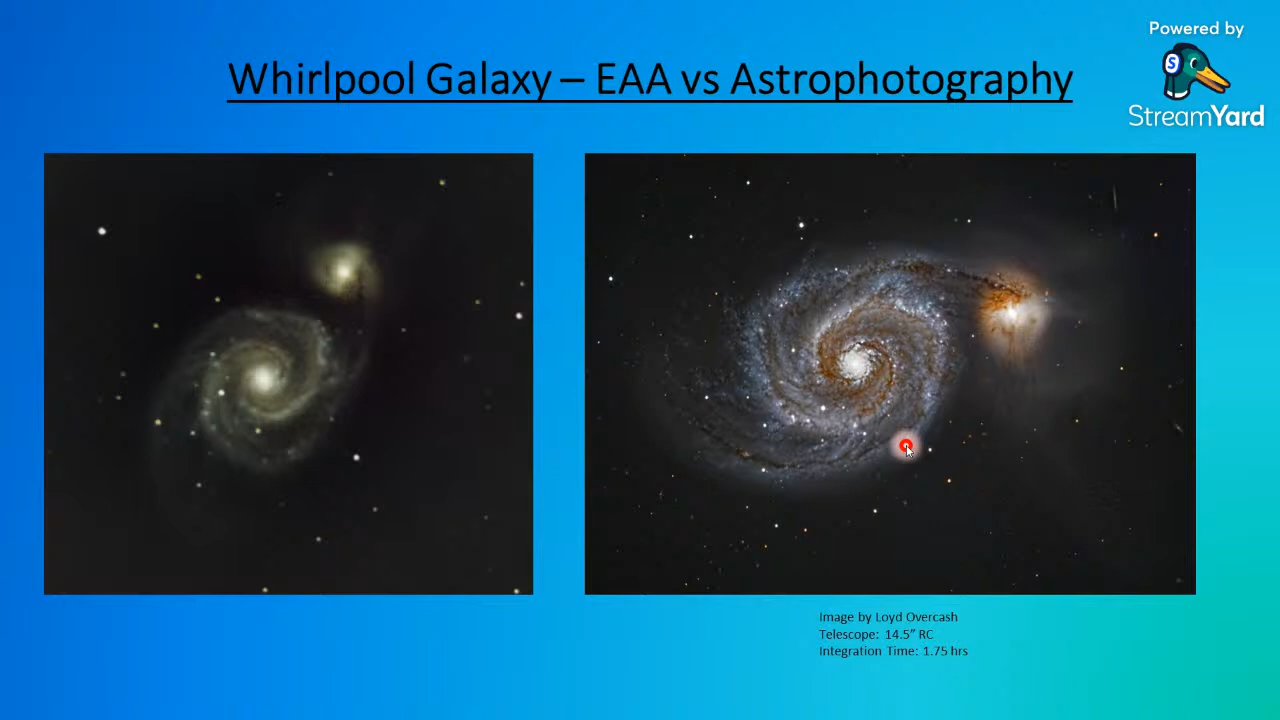 Powered by
S
StreamYard
Whirlpool Galaxy – EAA vs Astrophotography
Image by Loyd Overcash
Telescope: 14.5” RC
Integration Time: 1.75 hrs